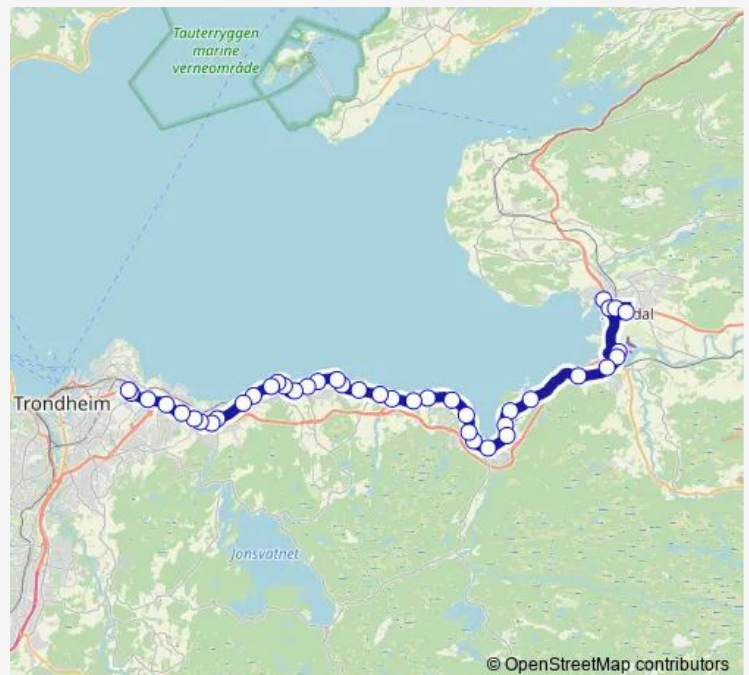 Tauterryggen
marine
verneområde
dal
Trondheim
Jonsvatnet
© OpenStreetMap contributors